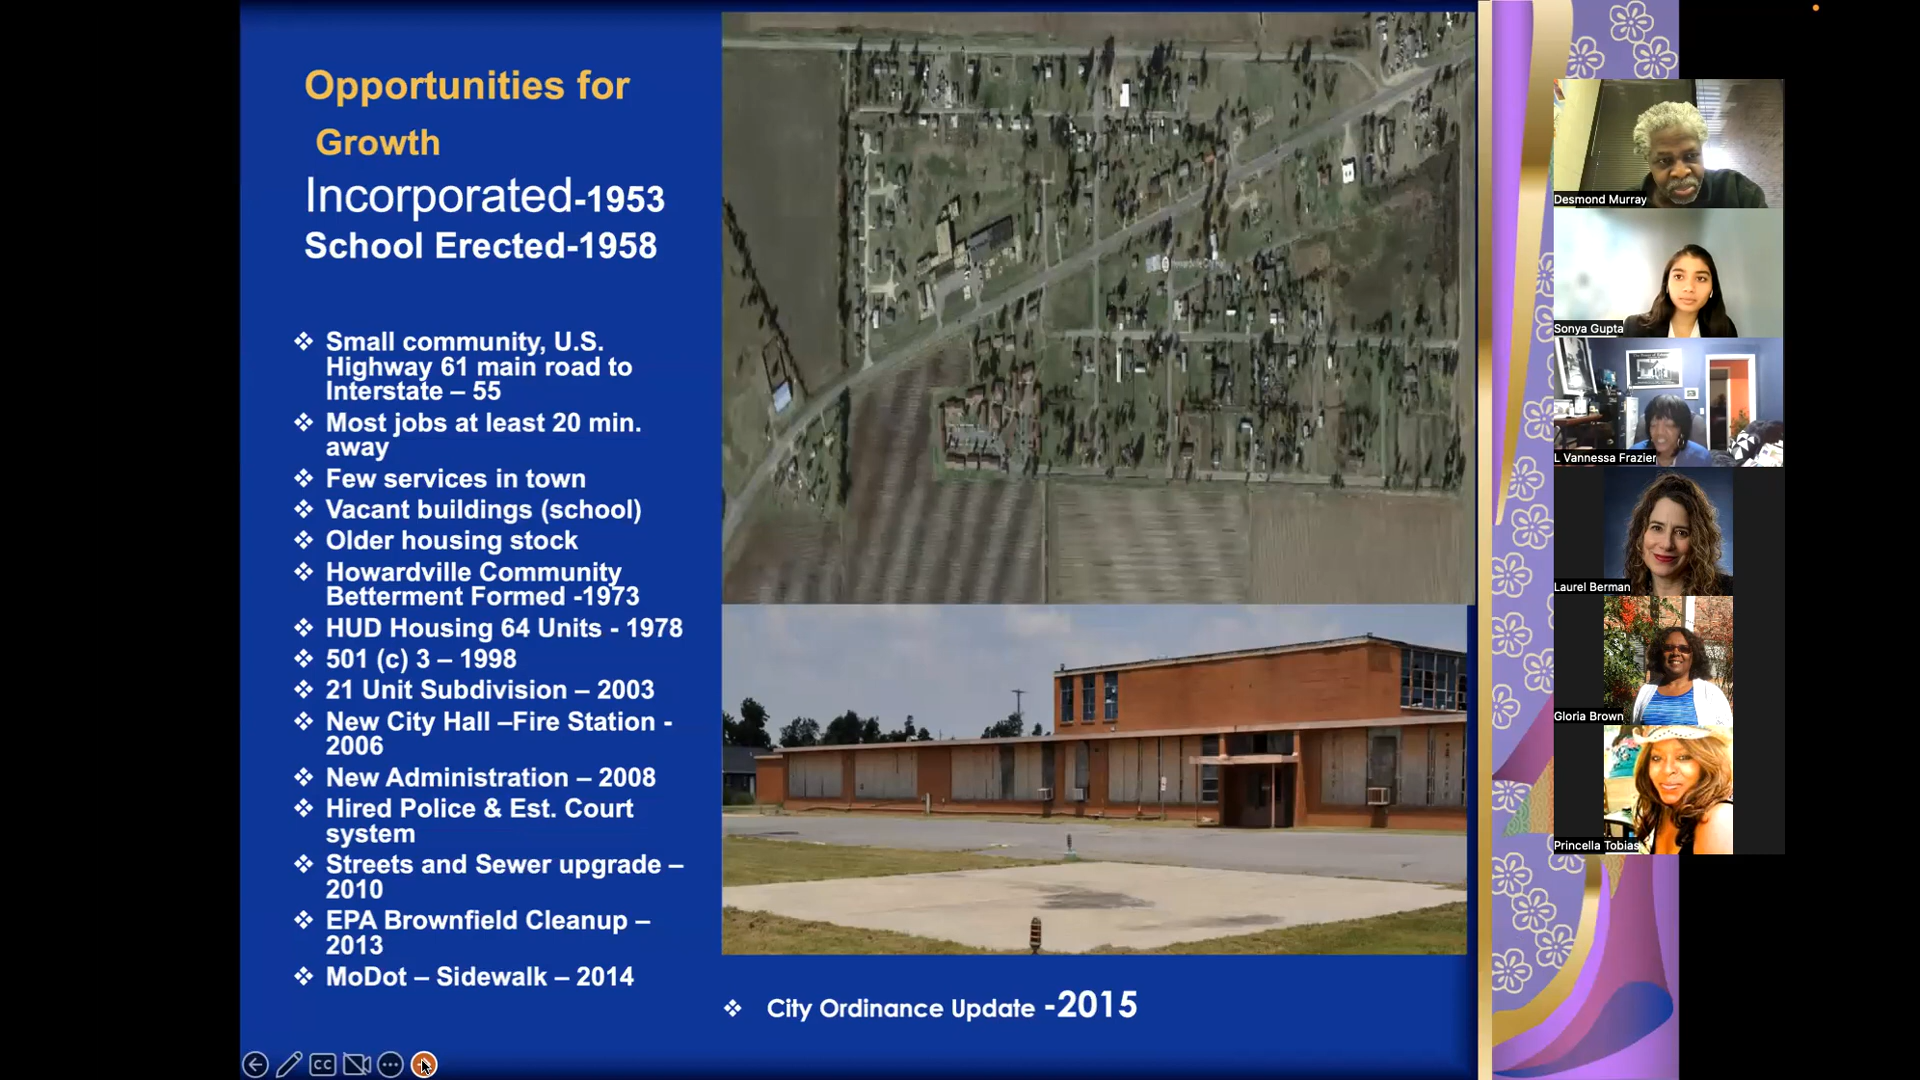 Opportunities for
Growth
Incorporated-1953
School Erected-1958
❖ Small community, U.S.
Highway 61 main road to
Interstate – 55
❖ Most jobs at least 20 min.
away
❖ Few services in town
❖ Vacant buildings (school)
❖ Older housing stock
❖ Howardville Community
Betterment Formed -1973
❖ HUD Housing 64 Units - 1978
❖ 501 (c) 3 – 1998
❖ 21 Unit Subdivision – 2003
❖ New City Hall –Fire Station -
2006
❖ New Administration – 2008
❖ Hired Police & Est. Court
system
❖ Streets and Sewer upgrade –
2010
❖ EPA Brownfield Cleanup –
2013
❖ MoDot – Sidewalk – 2014
❖ City Ordinance Update -2015
CC
Desmond Murray
Sonya Gupta
L Vannessa Frazier
Laurel Berman
Gloria Brown
Princella Tobias